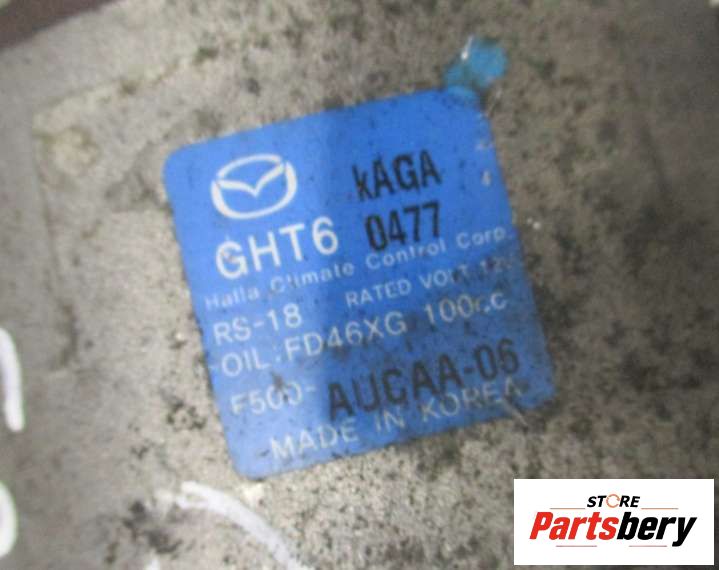 GHT6 kAGA
0477
Halla Climate Control Corp.
RS-18 RATED VOLT 12V
OIL:FD46XG 100cc
F500-AUCAA-06
MADE IN KOREA
STORE
Partsbery